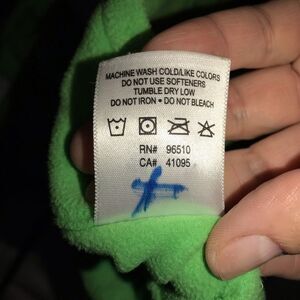 MACHINE WASH COLD/LIKE COLORS
DO NOT USE SOFTENERS
TUMBLE DRY LOW
DO NOT IRON • DO NOT BLEACH
RN# 96510
CA# 41095